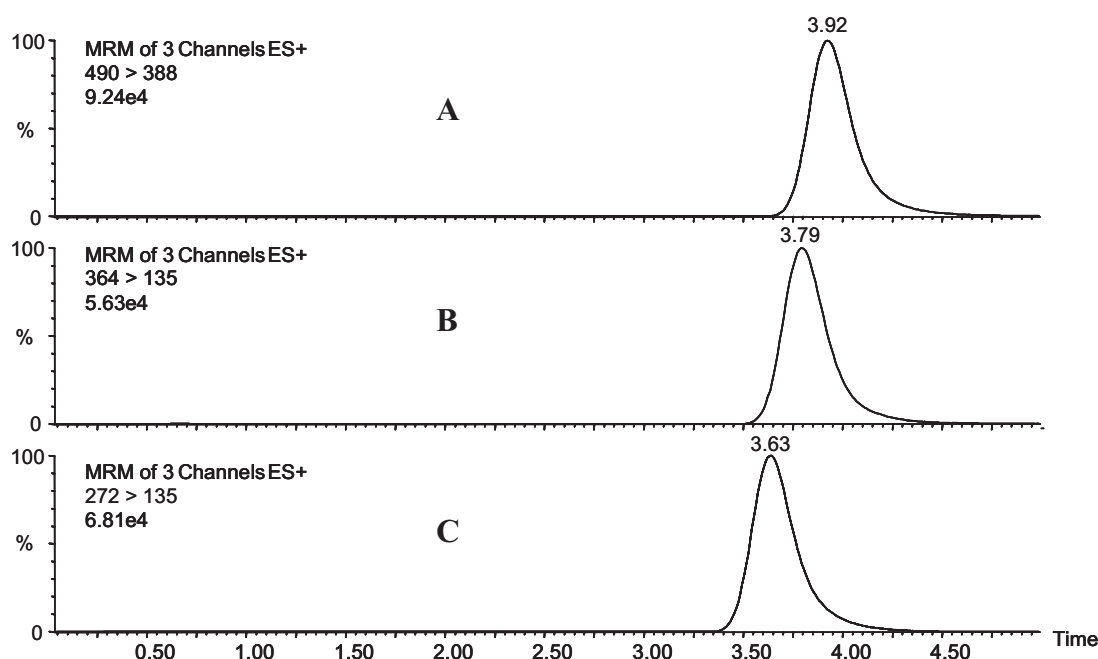 3.92
100
MRM of 3 Channels ES+
490 > 388
9.24e4
A
%
0
3.79
100
MRM of 3 Channels ES+
364 > 135
5.63e4
B
%
0
3.63
100
MRM of 3 Channels ES+
272 > 135
6.81e4
C
%
0
Time
0.50 1.00 1.50 2.00 2.50 3.00 3.50 4.00 4.50